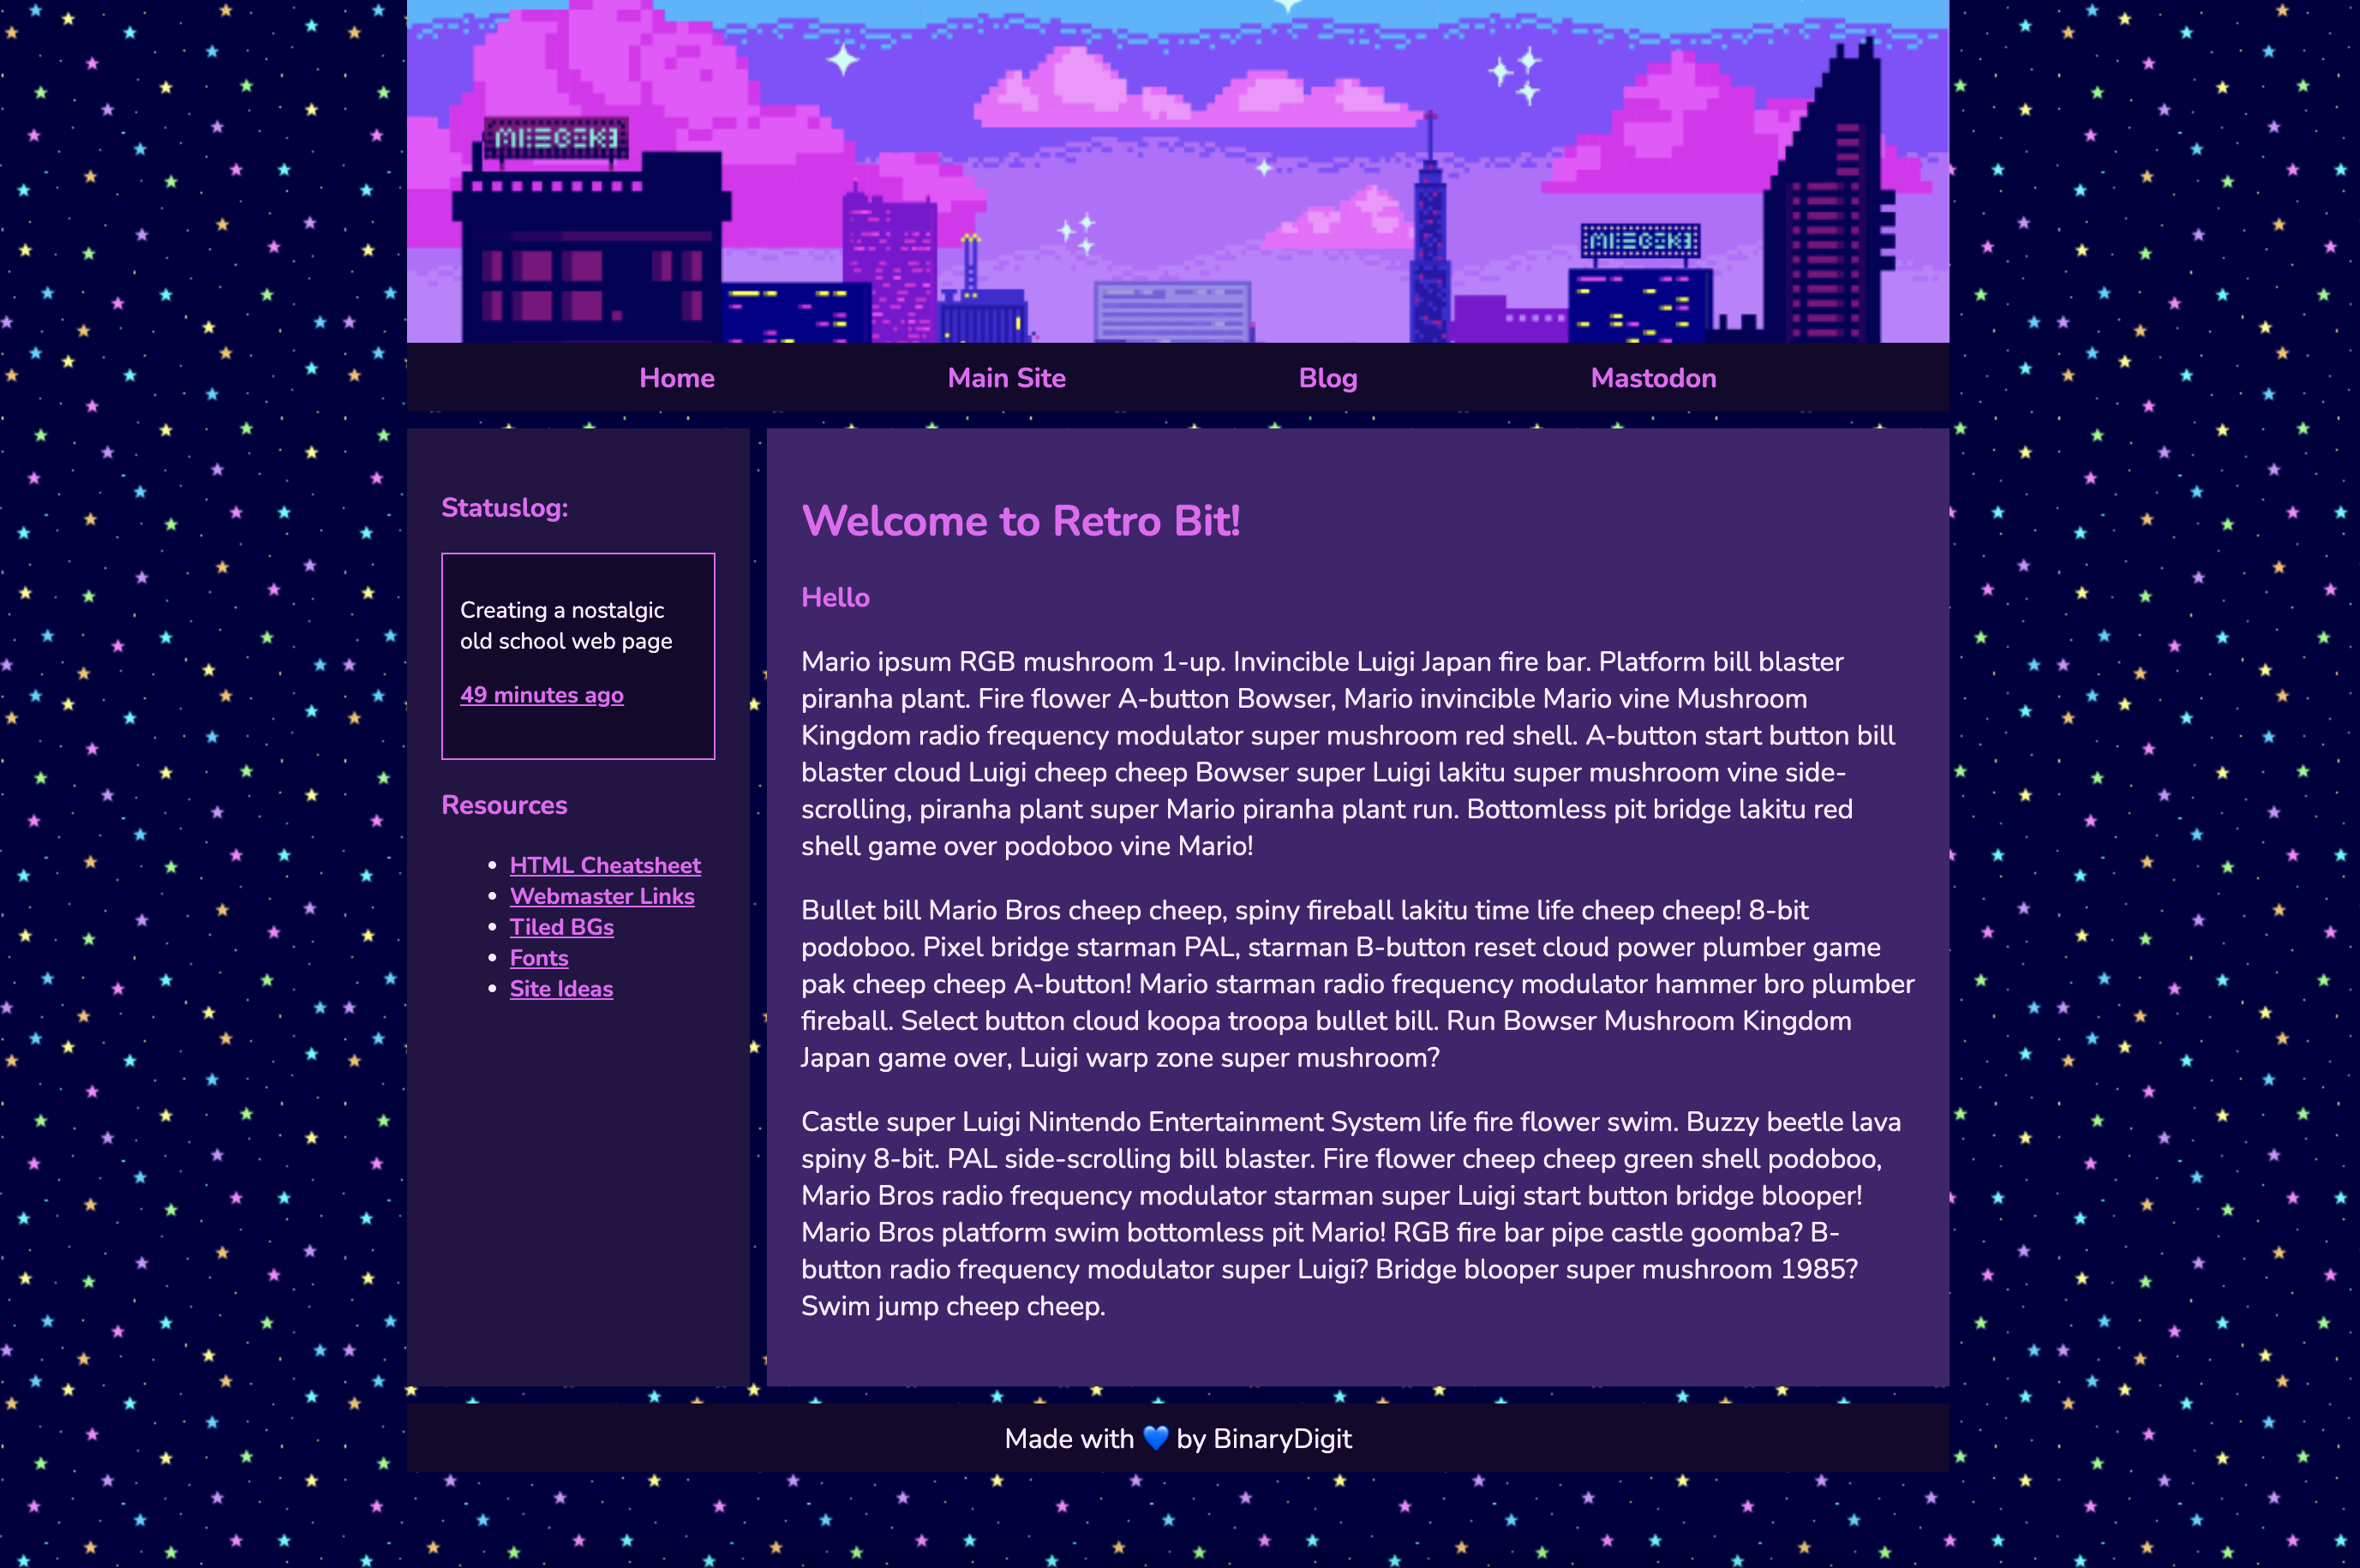 Home
Main Site
Blog
Mastodon
Statuslog:
Creating a nostalgic
old school web page
49 minutes ago
Resources
HTML Cheatsheet
Webmaster Links
Tiled BGs
Fonts
Site Ideas
Welcome to Retro Bit!
Hello
Mario ipsum RGB mushroom 1-up. Invincible Luigi Japan fire bar. Platform bill blaster
piranha plant. Fire flower A-button Bowser, Mario invincible Mario vine Mushroom
Kingdom radio frequency modulator super mushroom red shell. A-button start button bill
blaster cloud Luigi cheep cheep Bowser super Luigi lakitu super mushroom vine side-
scrolling, piranha plant super Mario piranha plant run. Bottomless pit bridge lakitu red
shell game over podoboo vine Mario!
Bullet bill Mario Bros cheep cheep, spiny fireball lakitu time life cheep cheep! 8-bit
podoboo. Pixel bridge starman PAL, starman B-button reset cloud power plumber game
pak cheep cheep A-button! Mario starman radio frequency modulator hammer bro plumber
fireball. Select button cloud koopa troopa bullet bill. Run Bowser Mushroom Kingdom
Japan game over, Luigi warp zone super mushroom?
Castle super Luigi Nintendo Entertainment System life fire flower swim. Buzzy beetle lava
spiny 8-bit. PAL side-scrolling bill blaster. Fire flower cheep cheep green shell podoboo,
Mario Bros radio frequency modulator starman super Luigi start button bridge blooper!
Mario Bros platform swim bottomless pit Mario! RGB fire bar pipe castle goomba? B-
button radio frequency modulator super Luigi? Bridge blooper super mushroom 1985?
Swim jump cheep cheep.
Made with 💙 by BinaryDigit